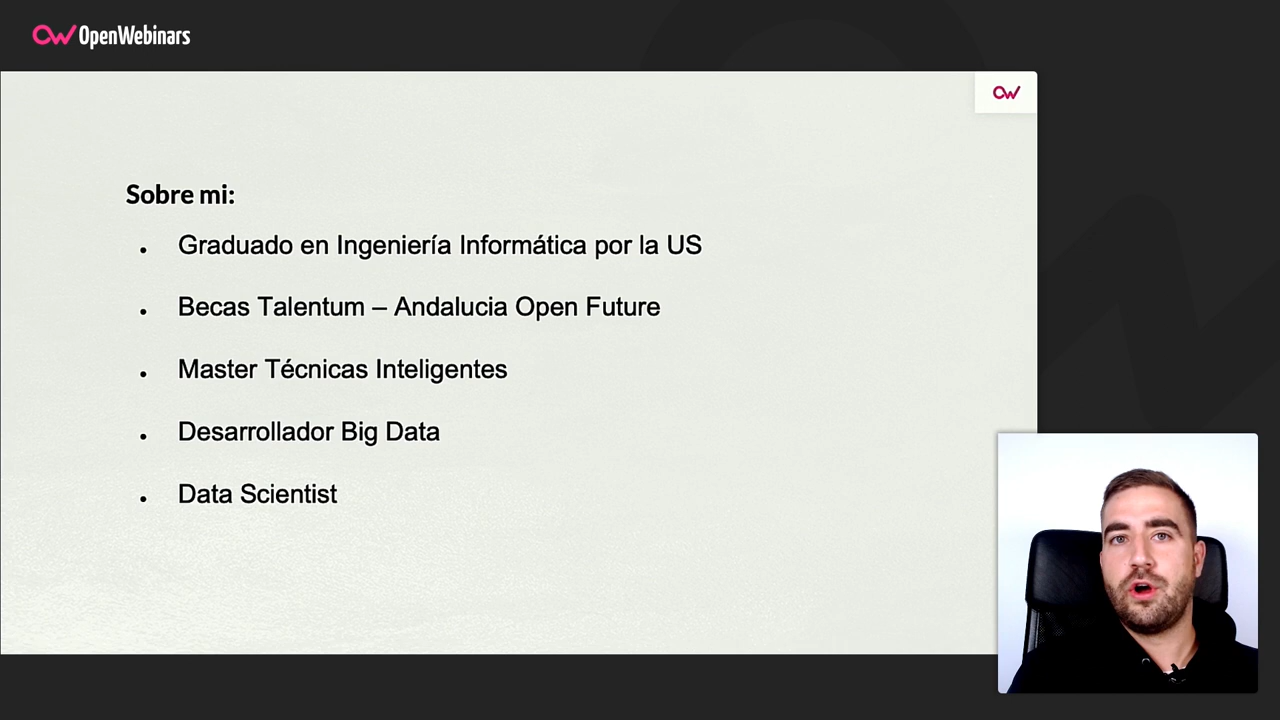 OpenWebinars
Sobre mi:
Graduado en Ingeniería Informática por la US
Becas Talentum – Andalucia Open Future
Master Técnicas Inteligentes
Desarrollador Big Data
Data Scientist